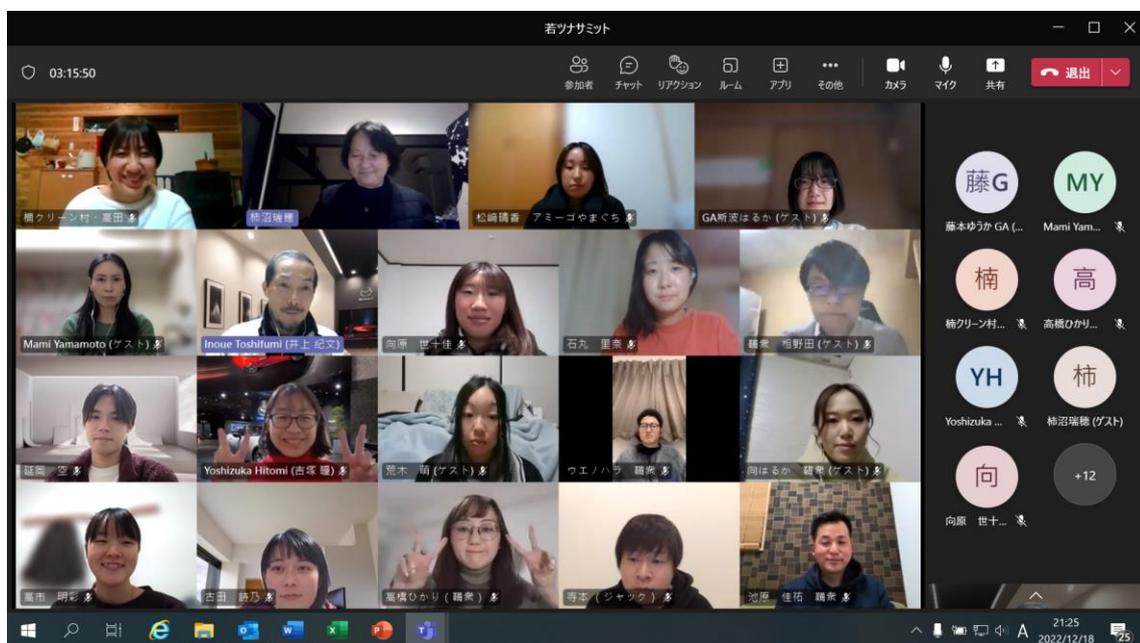 若ツナサミット
03:15:50
参加者
チャット
リアクション
ルーム
アプリ
その他
カメラ
マイク
共有
退出
楠クリーン村・高田
柿沼瑞穂
松崎晴香 アミーゴやまぐち
GA斯波はるか (ゲスト)
Mami Yamamoto (ゲスト)
Inoue Toshifumi (井上 紀文)
向原 世十佳
石丸 里奈
職衆 相野田 (ゲスト)
延岡 空
Yoshizuka Hitomi (吉塚 瞳)
荒木 萌 (ゲスト)
ウエノハラ 職衆
向はるか 職衆 (ゲスト)
高市 明彩
古田 詩乃
高橋ひかり ( 職衆 )
寺本 ( ジャック )
池原 佳祐 職衆
藤G
藤本ゆうか GA (...
MY
Mami Yam...
楠
楠クリーン村...
高
高橋ひかり...
YH
Yoshizuka ...
柿
柿沼瑞穂 (ゲスト)
向
向原 世十...
+12
A
21:25
2022/12/18
23